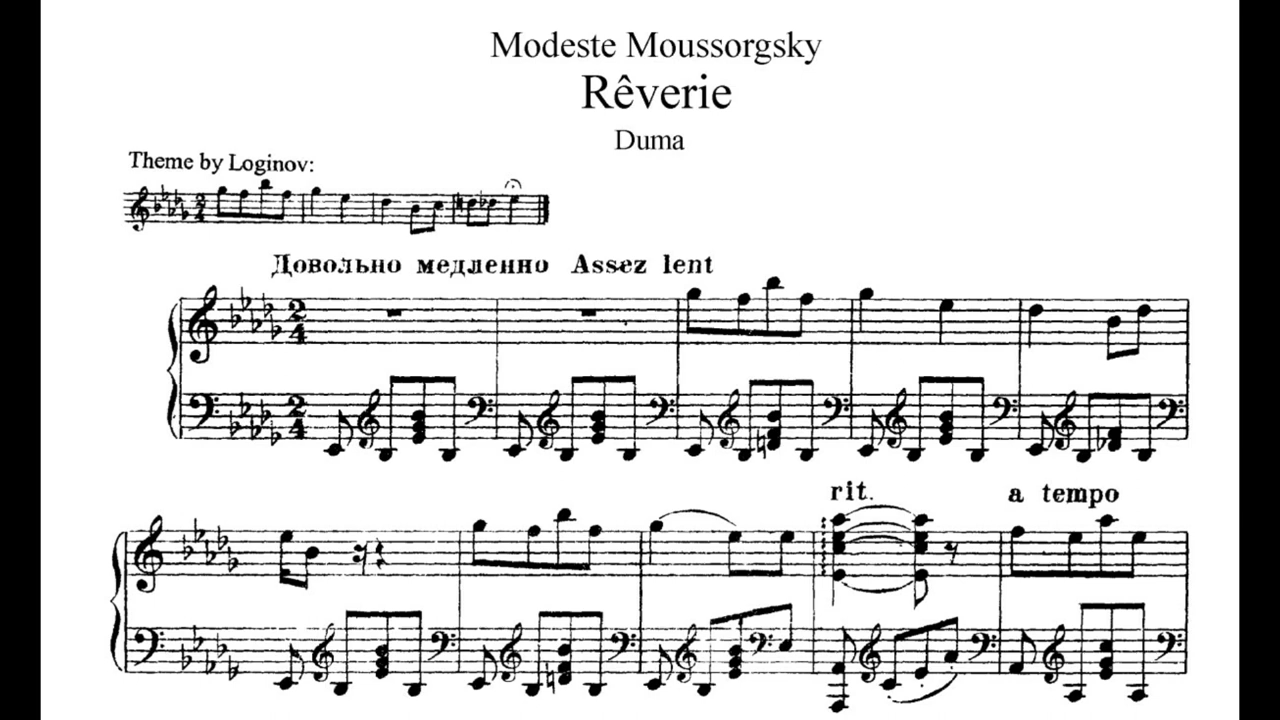 Modeste Moussorgsky
Rêverie
Duma
Theme by Loginov:
Довольно медленно Assez lent
rit. a tempo